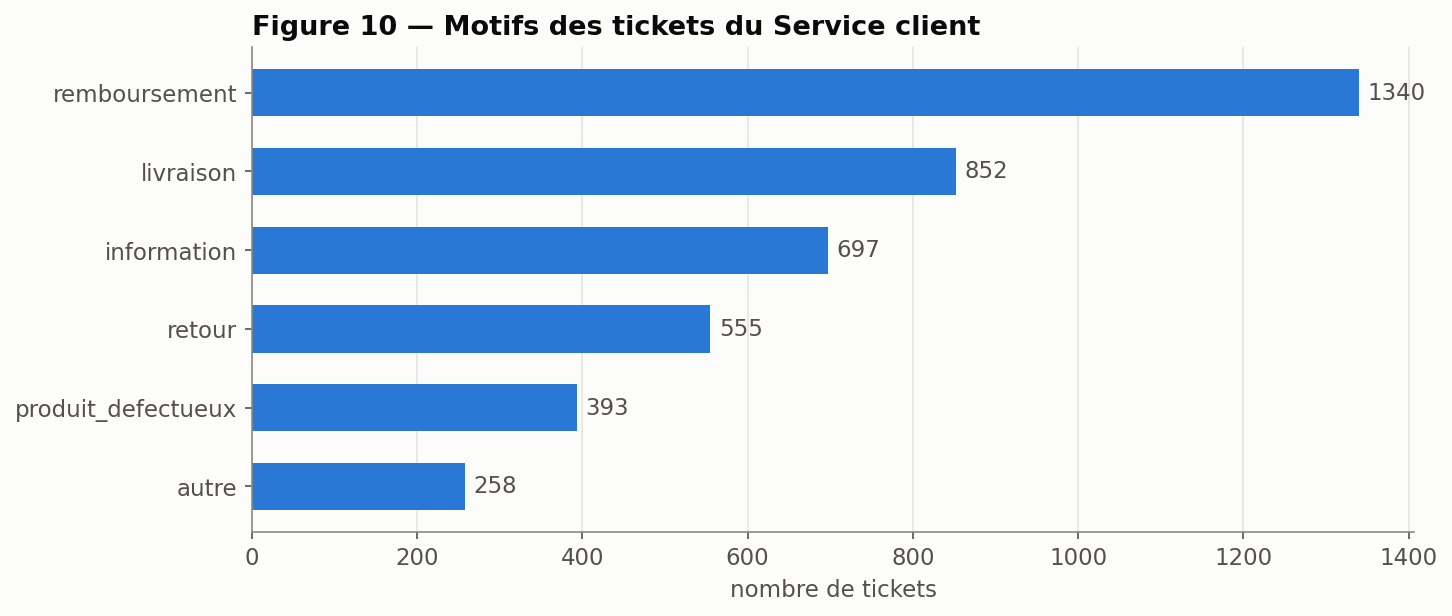 Figure 10 — Motifs des tickets du Service client
remboursement 1340
livraison 852
information 697
retour 555
produit_defectueux 393
autre 258
0 200 400 600 800 1000 1200 1400
nombre de tickets